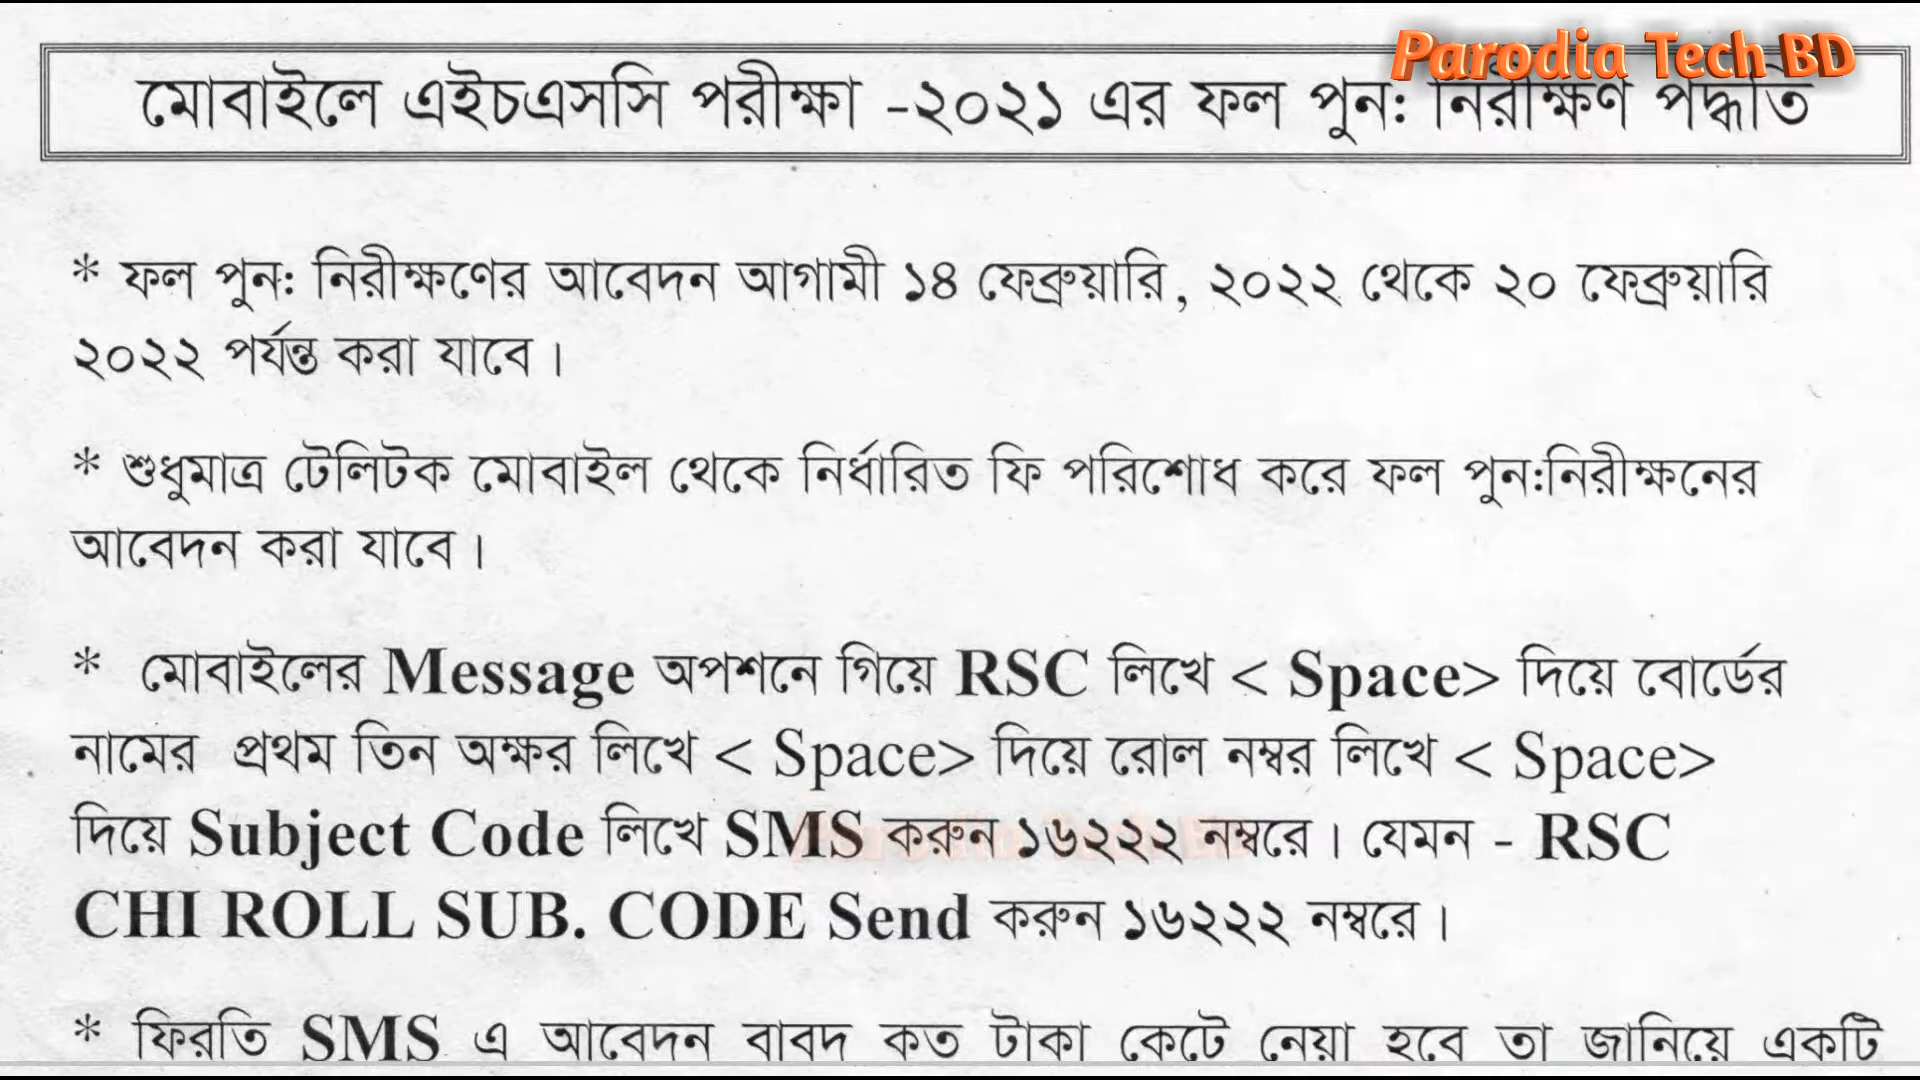 Parodia Tech BD
মোবাইলে এইচএসসি পরীক্ষা -২০২১ এর ফল পুন: নিরীক্ষণ পদ্ধতি
* ফল পুন: নিরীক্ষণের আবেদন আগামী ১৪ ফেব্রুয়ারি, ২০২২ থেকে ২০ ফেব্রুয়ারি
২০২২ পর্যন্ত করা যাবে।
* শুধুমাত্র টেলিটক মোবাইল থেকে নির্ধারিত ফি পরিশোধ করে ফল পুন:নিরীক্ষনের
আবেদন করা যাবে।
* মোবাইলের Message অপশনে গিয়ে RSC লিখে < Space> দিয়ে বোর্ডের
নামের প্রথম তিন অক্ষর লিখে < Space> দিয়ে রোল নম্বর লিখে < Space>
দিয়ে Subject Code লিখে SMS করুন ১৬২২২ নম্বরে। যেমন - RSC
CHI ROLL SUB. CODE Send করুন ১৬২২২ নম্বরে।
* ফিরতি SMS এ আবেদন বাবদ কত টাকা কেটে নেয়া হবে তা জানিয়ে একটি